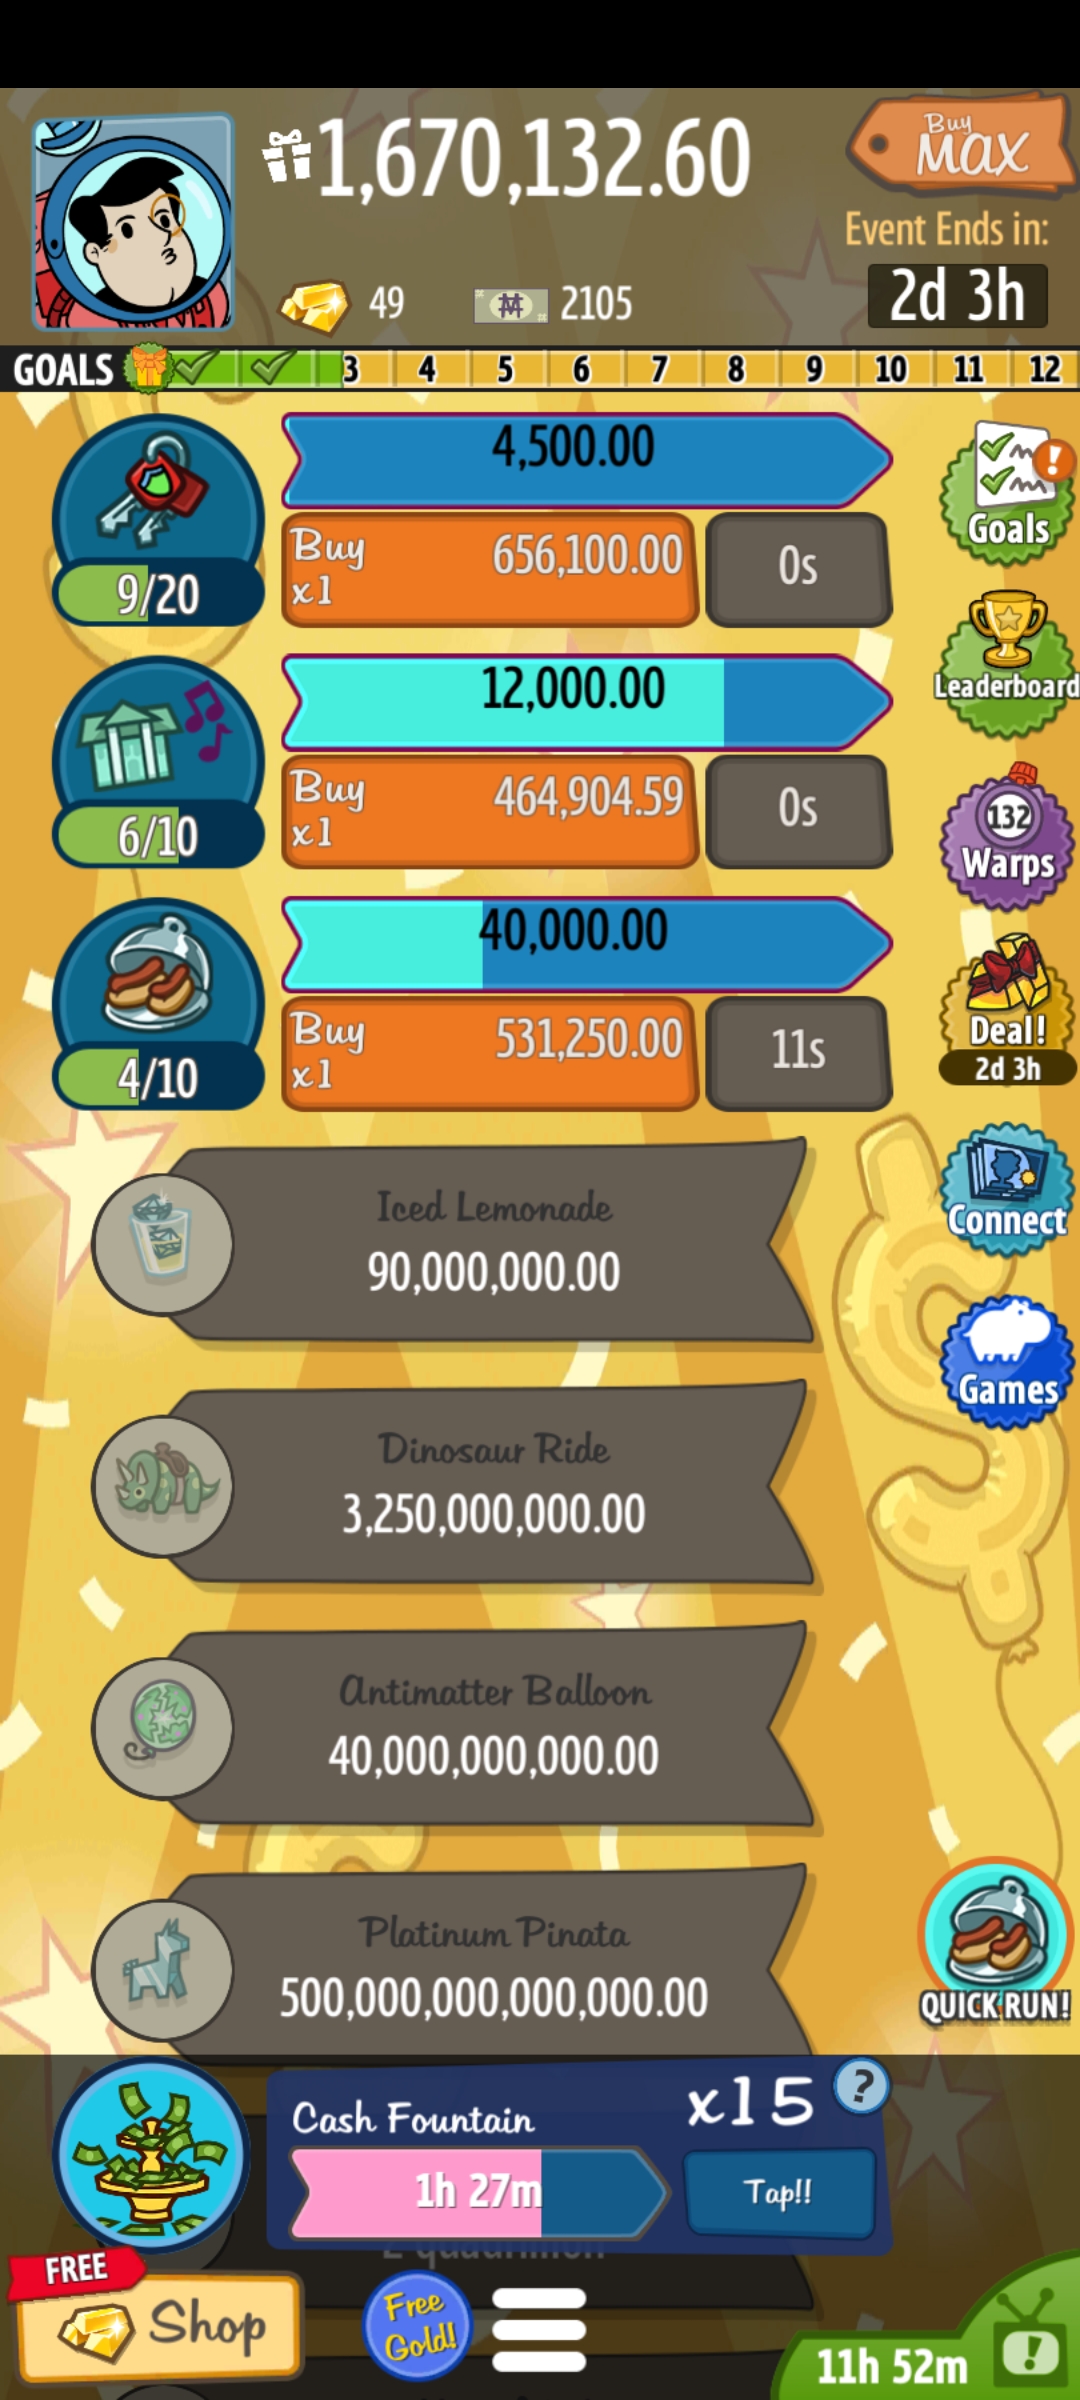 1,670,132.60
Buy
MAX
Event Ends in:
2d 3h
49
2105
GOALS 3 4 5 6 7 8 9 10 11 12
4,500.00
Buy
x1
656,100.00
0s
9/20
Goals
12,000.00
Buy
x1
464,904.59
0s
6/10
Leaderboard
132
Warps
40,000.00
Buy
x1
531,250.00
11s
4/10
Deal!
2d 3h
Iced Lemonade
90,000,000.00
Connect
Games
Dinosaur Ride
3,250,000,000.00
Antimatter Balloon
40,000,000,000.00
Platinum Pinata
500,000,000,000,000.00
QUICK RUN!
Cash Fountain
x15
?
1h 27m
Tap!!
2 quadrillion
FREE
Shop
Free
Gold!
11h 52m